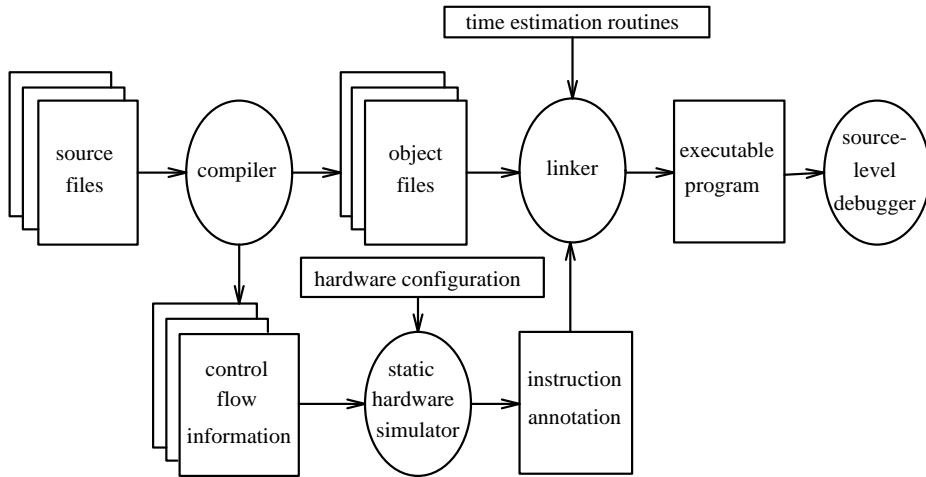 time estimation routines
source
files
compiler
object
files
linker
executable
program
source-
level
debugger
hardware configuration
control
flow
information
static
hardware
simulator
instruction
annotation